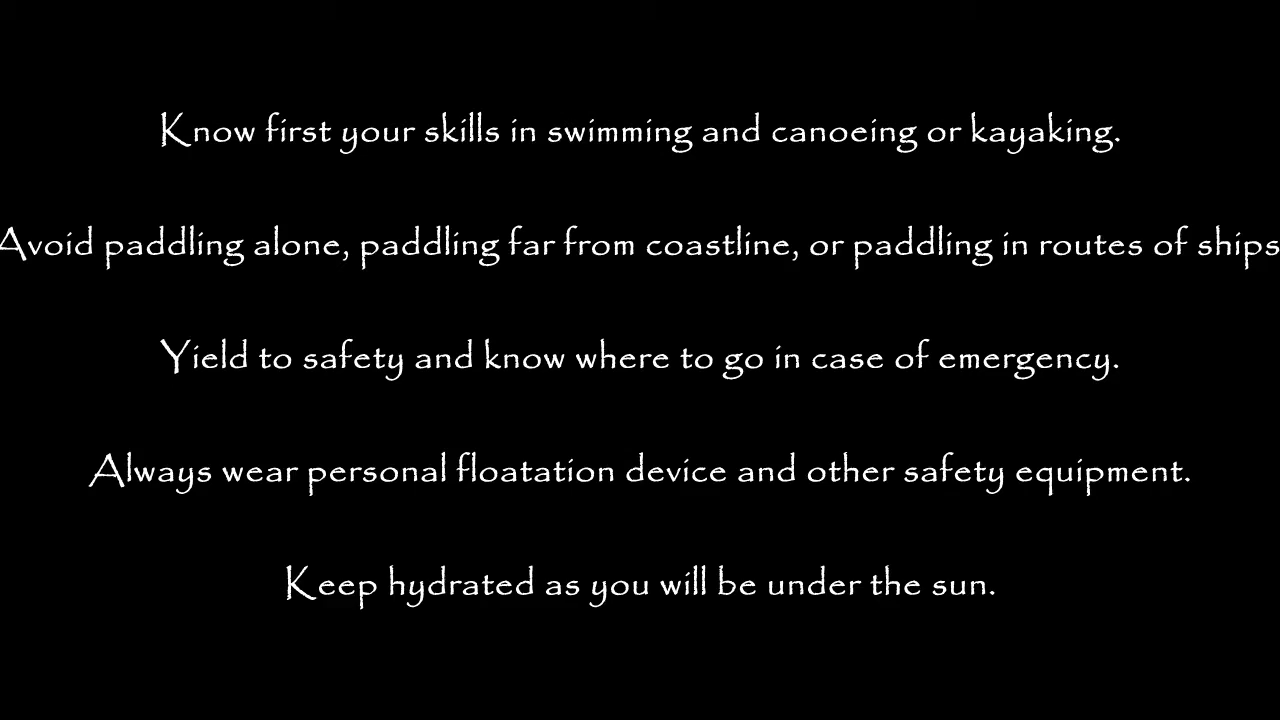 Know first your skills in swimming and canoeing or kayaking.
Avoid paddling alone, paddling far from coastline, or paddling in routes of ships
Yield to safety and know where to go in case of emergency.
Always wear personal floatation device and other safety equipment.
Keep hydrated as you will be under the sun.